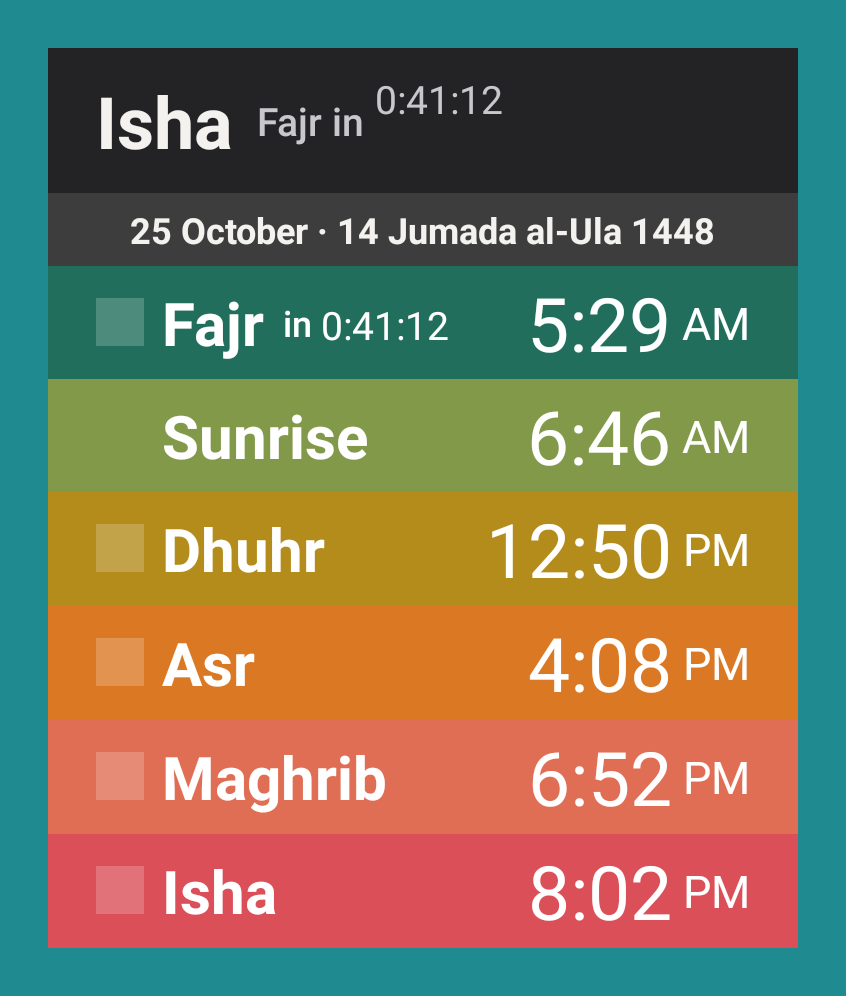 Isha Fajr in 0:41:12
25 October · 14 Jumada al-Ula 1448
Fajr in 0:41:12 5:29 AM
Sunrise 6:46 AM
Dhuhr 12:50 PM
Asr 4:08 PM
Maghrib 6:52 PM
Isha 8:02 PM